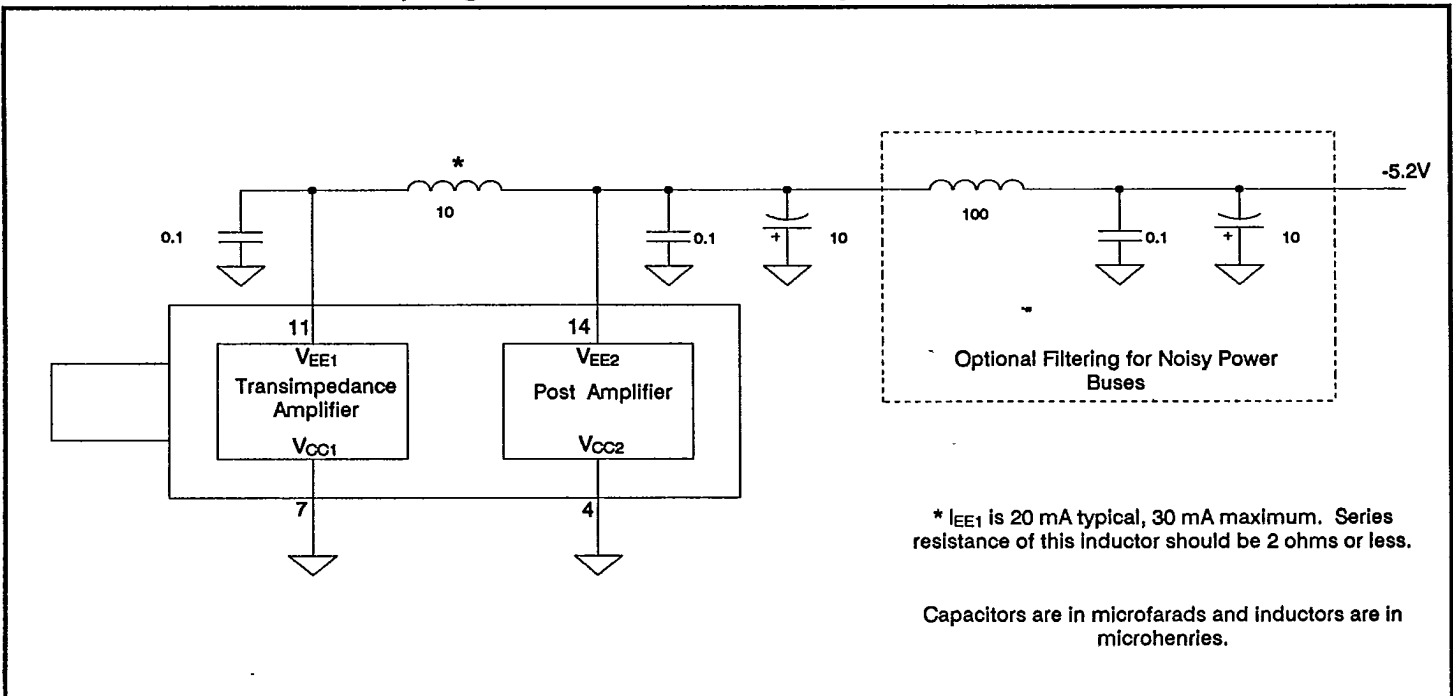 *
-5.2V
10
100
0.1
0.1
+ 10
0.1
+ 10
11
14
VEE1
VEE2
Transimpedance
Amplifier
Post Amplifier
Optional Filtering for Noisy Power
Buses
VCC1
VCC2
7
4
* IEE1 is 20 mA typical, 30 mA maximum. Series
resistance of this inductor should be 2 ohms or less.
Capacitors are in microfarads and inductors are in
microhenries.